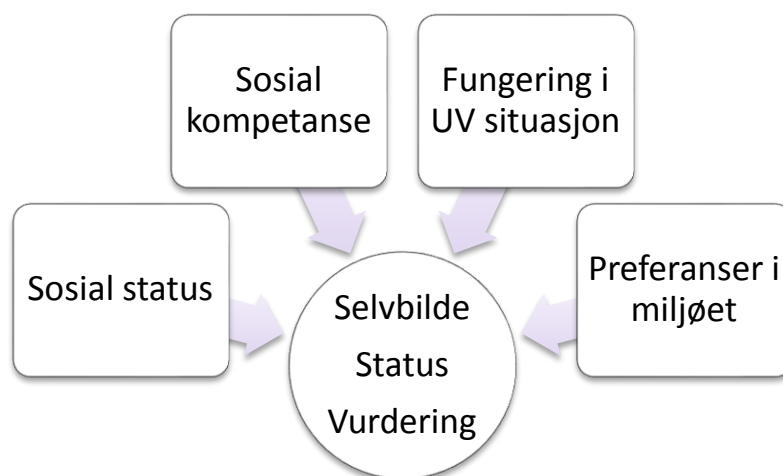 Sosial status
Sosial
kompetanse
Fungering i
UV situasjon
Preferanser i
miljøet
Selvbilde
Status
Vurdering